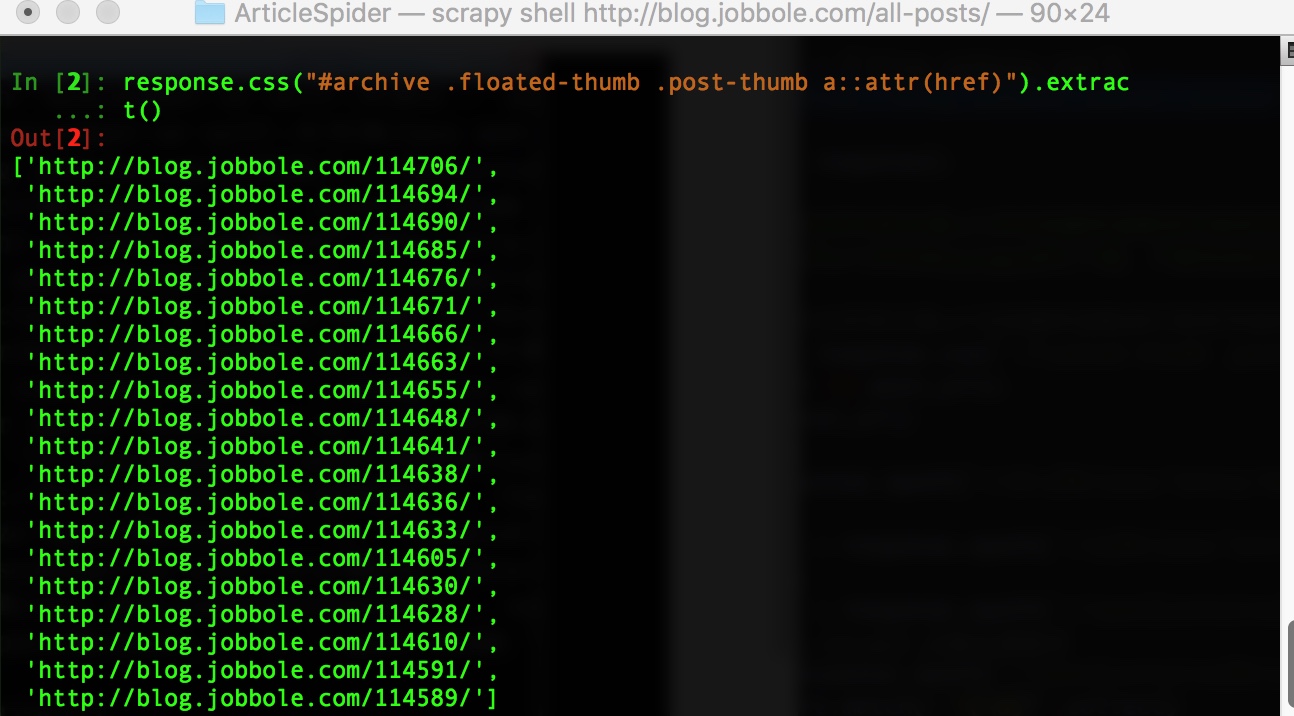 ArticleSpider — scrapy shell http://blog.jobbole.com/all-posts/ — 90×24
In [2]: response.css("#archive .floated-thumb .post-thumb a::attr(href)").extrac
...: t()
Out[2]:
['http://blog.jobbole.com/114706/',
'http://blog.jobbole.com/114694/',
'http://blog.jobbole.com/114690/',
'http://blog.jobbole.com/114685/',
'http://blog.jobbole.com/114676/',
'http://blog.jobbole.com/114671/',
'http://blog.jobbole.com/114666/',
'http://blog.jobbole.com/114663/',
'http://blog.jobbole.com/114655/',
'http://blog.jobbole.com/114648/',
'http://blog.jobbole.com/114641/',
'http://blog.jobbole.com/114638/',
'http://blog.jobbole.com/114636/',
'http://blog.jobbole.com/114633/',
'http://blog.jobbole.com/114605/',
'http://blog.jobbole.com/114630/',
'http://blog.jobbole.com/114628/',
'http://blog.jobbole.com/114610/',
'http://blog.jobbole.com/114591/',
'http://blog.jobbole.com/114589/']